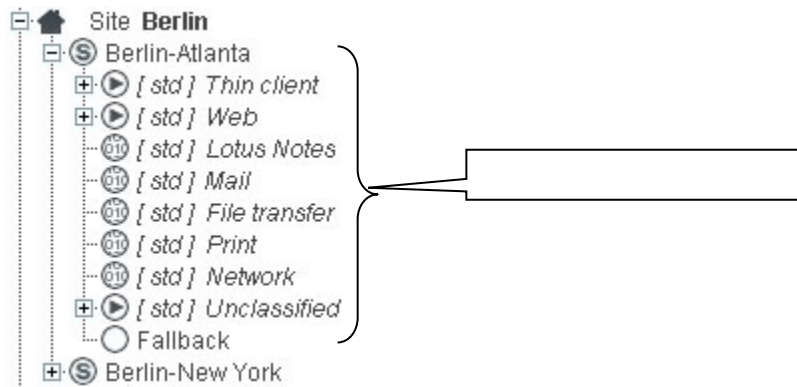 Site Berlin
Berlin-Atlanta
[ std ] Thin client
[ std ] Web
[ std ] Lotus Notes
[ std ] Mail
[ std ] File transfer
[ std ] Print
[ std ] Network
[ std ] Unclassified
Fallback
Berlin-New York